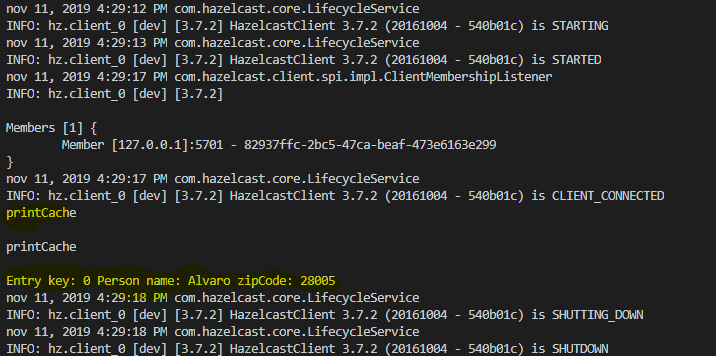 nov 11, 2019 4:29:12 PM com.hazelcast.core.LifecycleService
INFO: hz.client_0 [dev] [3.7.2] HazelcastClient 3.7.2 (20161004 - 540b01c) is STARTING
nov 11, 2019 4:29:13 PM com.hazelcast.core.LifecycleService
INFO: hz.client_0 [dev] [3.7.2] HazelcastClient 3.7.2 (20161004 - 540b01c) is STARTED
nov 11, 2019 4:29:17 PM com.hazelcast.client.spi.impl.ClientMembershipListener
INFO: hz.client_0 [dev] [3.7.2]
Members [1] {
Member [127.0.0.1]:5701 - 82937ffc-2bc5-47ca-beaf-473e6163e299
}
nov 11, 2019 4:29:17 PM com.hazelcast.core.LifecycleService
INFO: hz.client_0 [dev] [3.7.2] HazelcastClient 3.7.2 (20161004 - 540b01c) is CLIENT_CONNECTED
printCache
printCache
Entry key: 0 Person name: Alvaro zipCode: 28005
nov 11, 2019 4:29:18 PM com.hazelcast.core.LifecycleService
INFO: hz.client_0 [dev] [3.7.2] HazelcastClient 3.7.2 (20161004 - 540b01c) is SHUTTING_DOWN
nov 11, 2019 4:29:18 PM com.hazelcast.core.LifecycleService
INFO: hz.client_0 [dev] [3.7.2] HazelcastClient 3.7.2 (20161004 - 540b01c) is SHUTDOWN